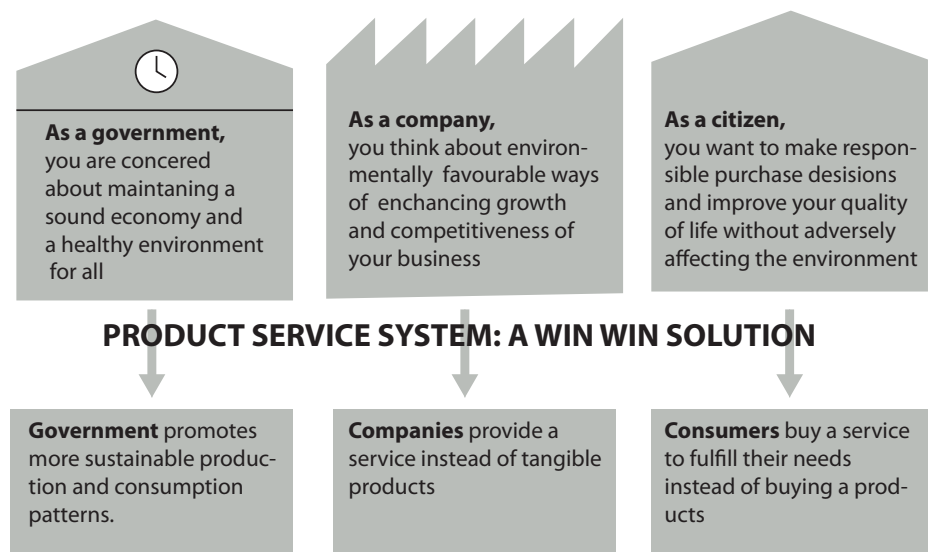 As a government,
you are concered
about maintaning a
sound economy and
a healthy environment
for all
As a company,
you think about environ-
mentally favourable ways
of enchancing growth
and competitiveness of
your business
As a citizen,
you want to make respon-
sible purchase desisions
and improve your quality
of life without adversely
affecting the environment
PRODUCT SERVICE SYSTEM: A WIN WIN SOLUTION
Government promotes
more sustainable produc-
tion and consumption
patterns.
Companies provide a
service instead of tangible
products
Consumers buy a service
to fulfill their needs
instead of buying a prod-
ucts